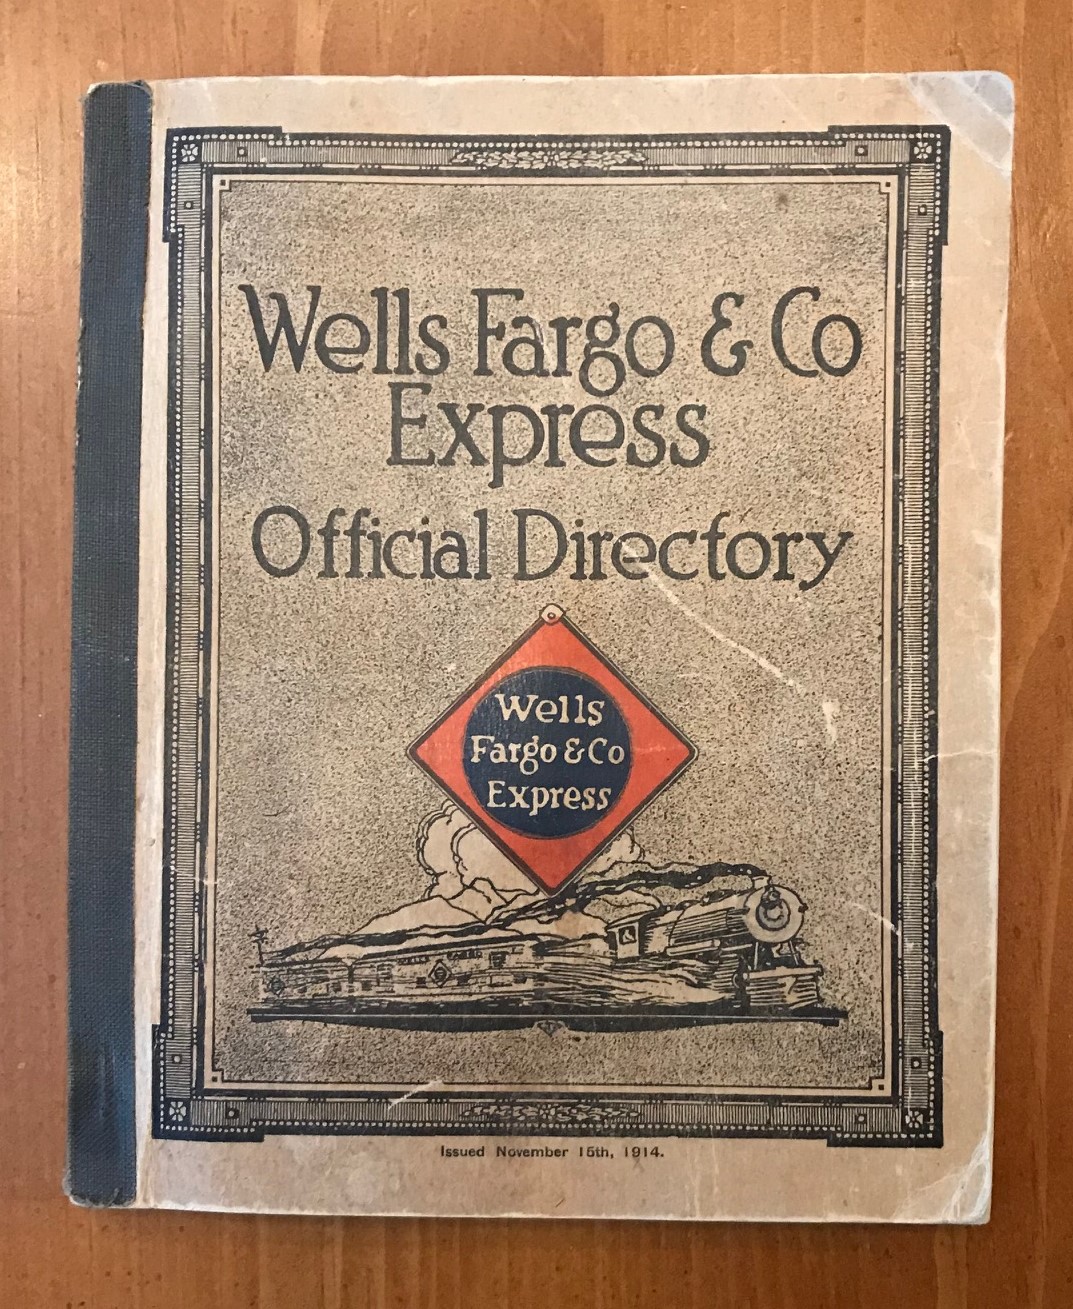 Wells Fargo & Co
Express
Official Directory
Wells
Fargo & Co
Express
Issued November 15th, 1914.